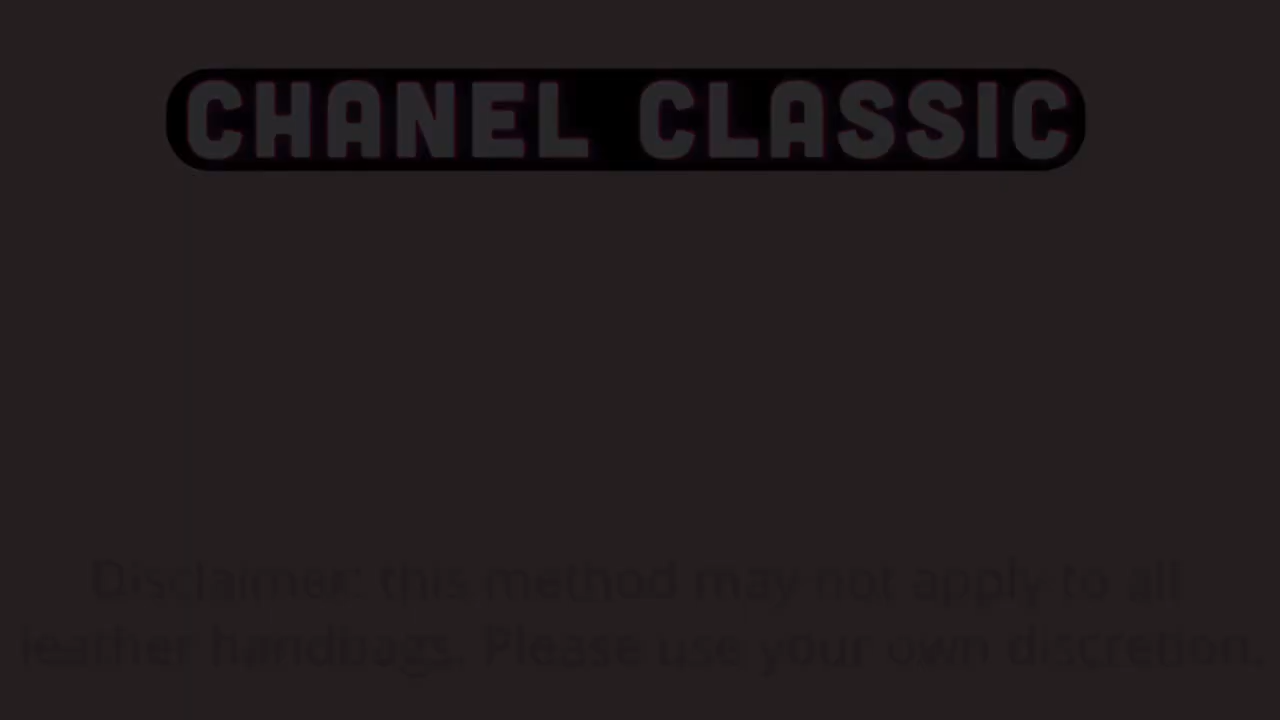 CHANEL CLASSIC
Disclaimer: this method may not apply to all
leather handbags. Please use your own discretion.